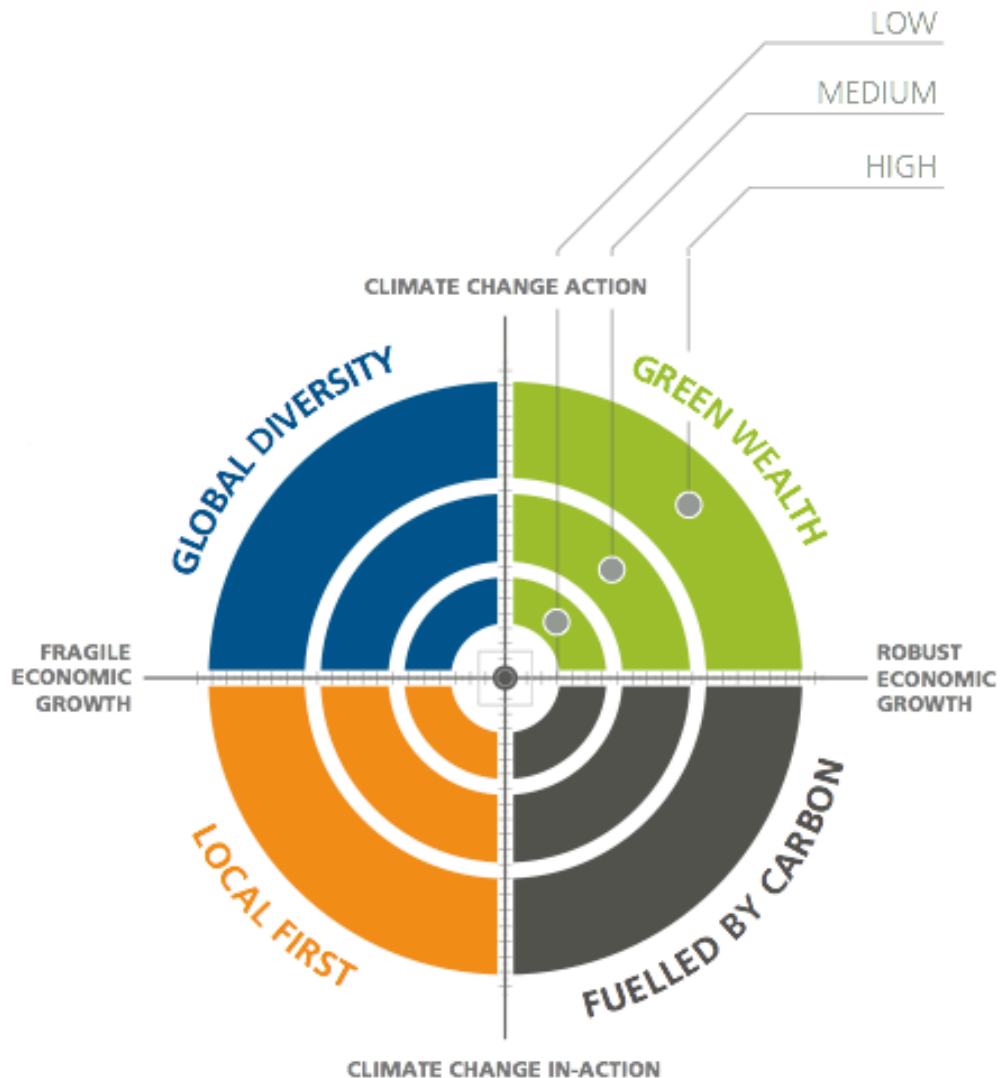 LOW
MEDIUM
HIGH
CLIMATE CHANGE ACTION
GLOBAL DIVERSITY
GREEN WEALTH
FRAGILE
ECONOMIC
GROWTH
ROBUST
ECONOMIC
GROWTH
LOCAL FIRST
FUELLED BY CARBON
CLIMATE CHANGE IN-ACTION